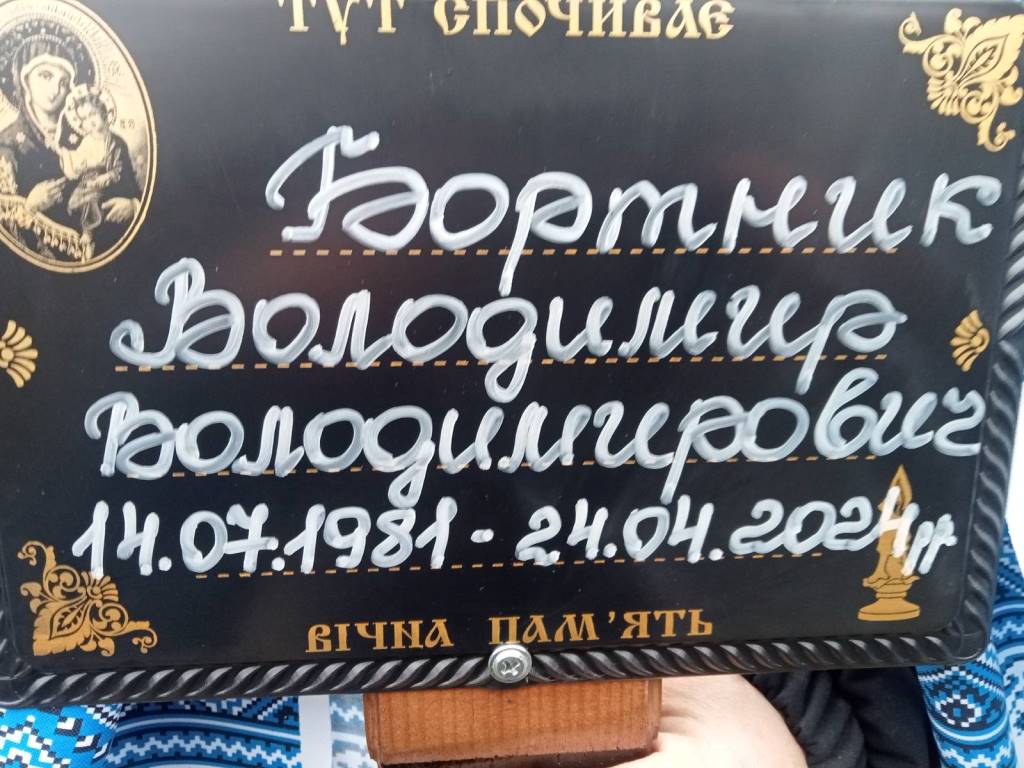 ТУТ СПОЧИВАЄ
Бортник
Володимир
Володимирович
14.07.1981 - 24.04.2024рр
ВІЧНА ПАМ'ЯТЬ